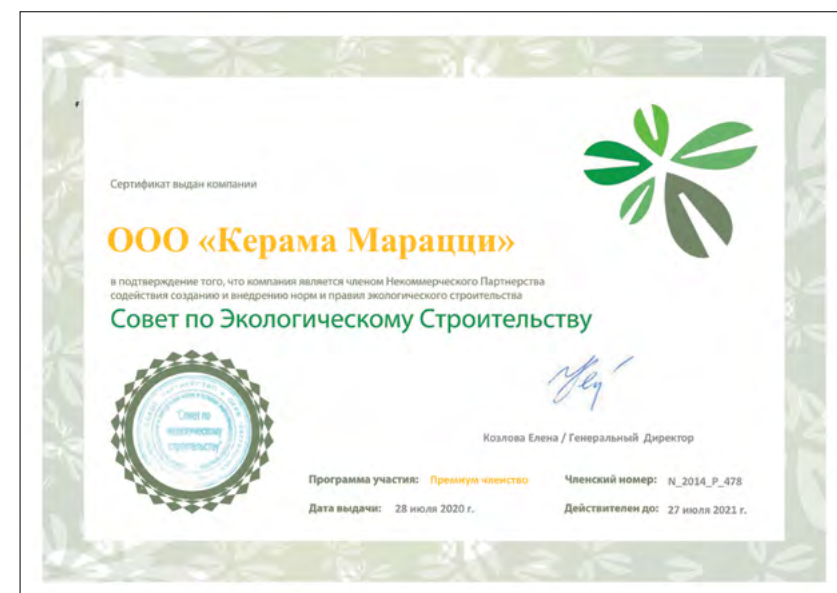 Сертификат выдан компании
ООО «Керама Марацци»
в подтверждение того, что компания является членом Некоммерческого Партнерства
содействия созданию и внедрению норм и правил экологического строительства
Совет по Экологическому Строительству
"Совет по
экологическому
строительству"
Козлова Елена / Генеральный Директор
Программа участия: Премиум членство Членский номер: N_2014_P_478
Дата выдачи: 28 июля 2020 г. Действителен до: 27 июля 2021 г.